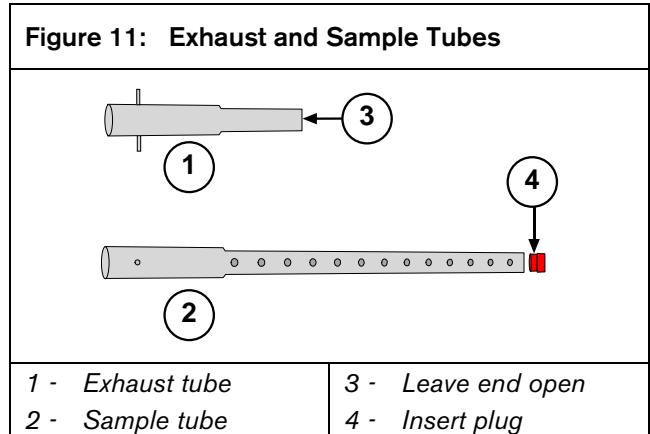 Figure 11: Exhaust and Sample Tubes
3
1
4
2
1 - Exhaust tube
2 - Sample tube
3 - Leave end open
4 - Insert plug